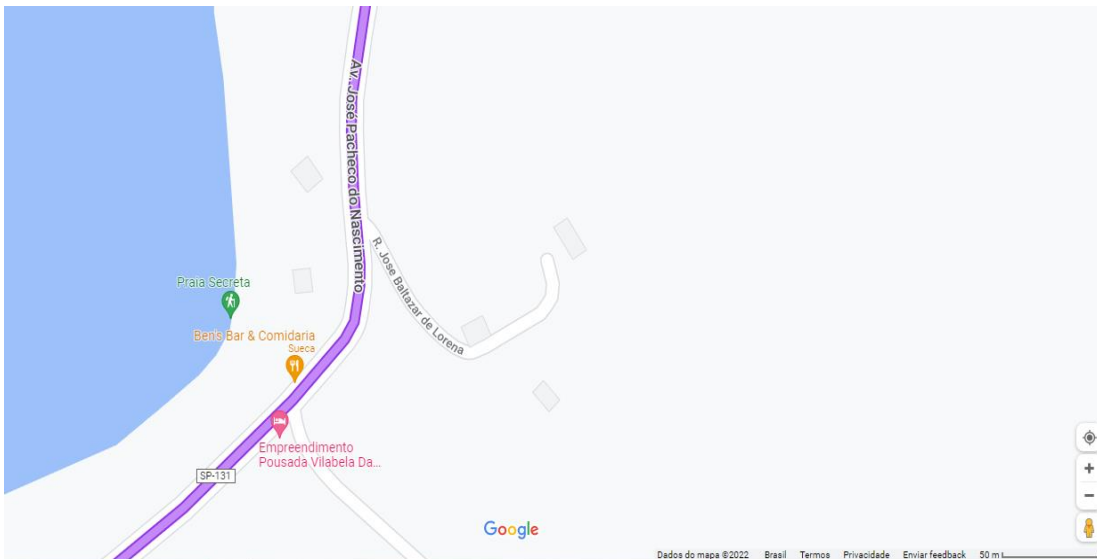 Av. José Pacheco do Nascimento
R. Jose Baltazar de Lorena
Praia Secreta
Ben's Bar & Comidaria
Sueca
Empreendimento
Pousada Vilabela Da...
SP-131
Google
Dados do mapa ©2022 Brasil Termos Privacidade Enviar feedback 50 m